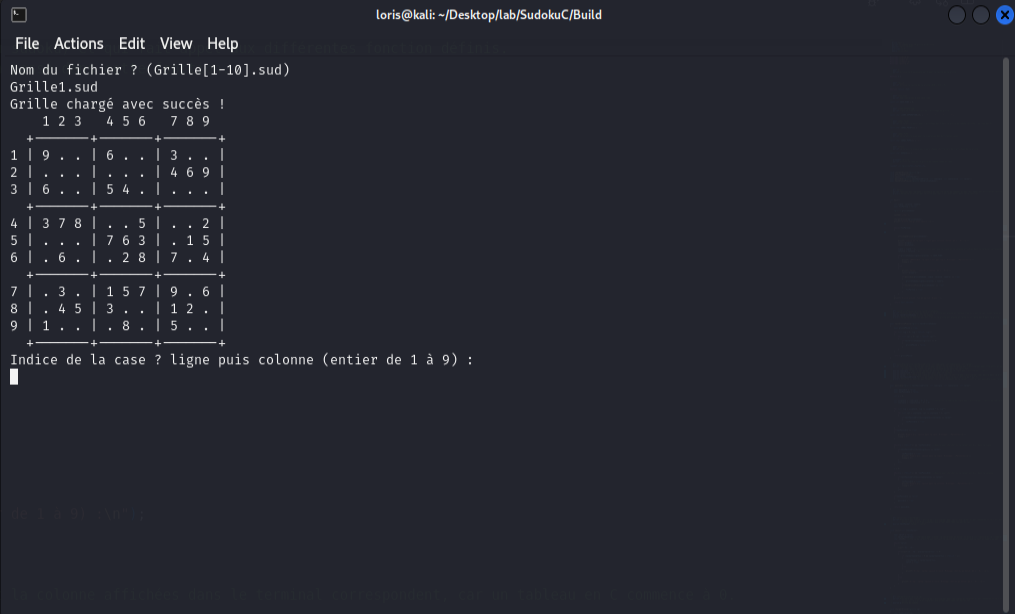 loris@kali: ~/Desktop/lab/SudokuC/Build
File Actions Edit View Help
Nom du fichier ? (Grille[1-10].sud)
Grille1.sud
Grille chargé avec succès !
1 2 3 4 5 6 7 8 9
+-------+-------+-------+
1 | 9 . . | 6 . . | 3 . . |
2 | . . . | . . . | 4 6 9 |
3 | 6 . . | 5 4 . | . . . |
+-------+-------+-------+
4 | 3 7 8 | . . 5 | . . 2 |
5 | . . . | 7 6 3 | . 1 5 |
6 | . 6 . | . 2 8 | 7 . 4 |
+-------+-------+-------+
7 | . 3 . | 1 5 7 | 9 . 6 |
8 | . 4 5 | 3 . . | 1 2 . |
9 | 1 . . | . 8 . | 5 . . |
+-------+-------+-------+
Indice de la case ? ligne puis colonne (entier de 1 à 9) :